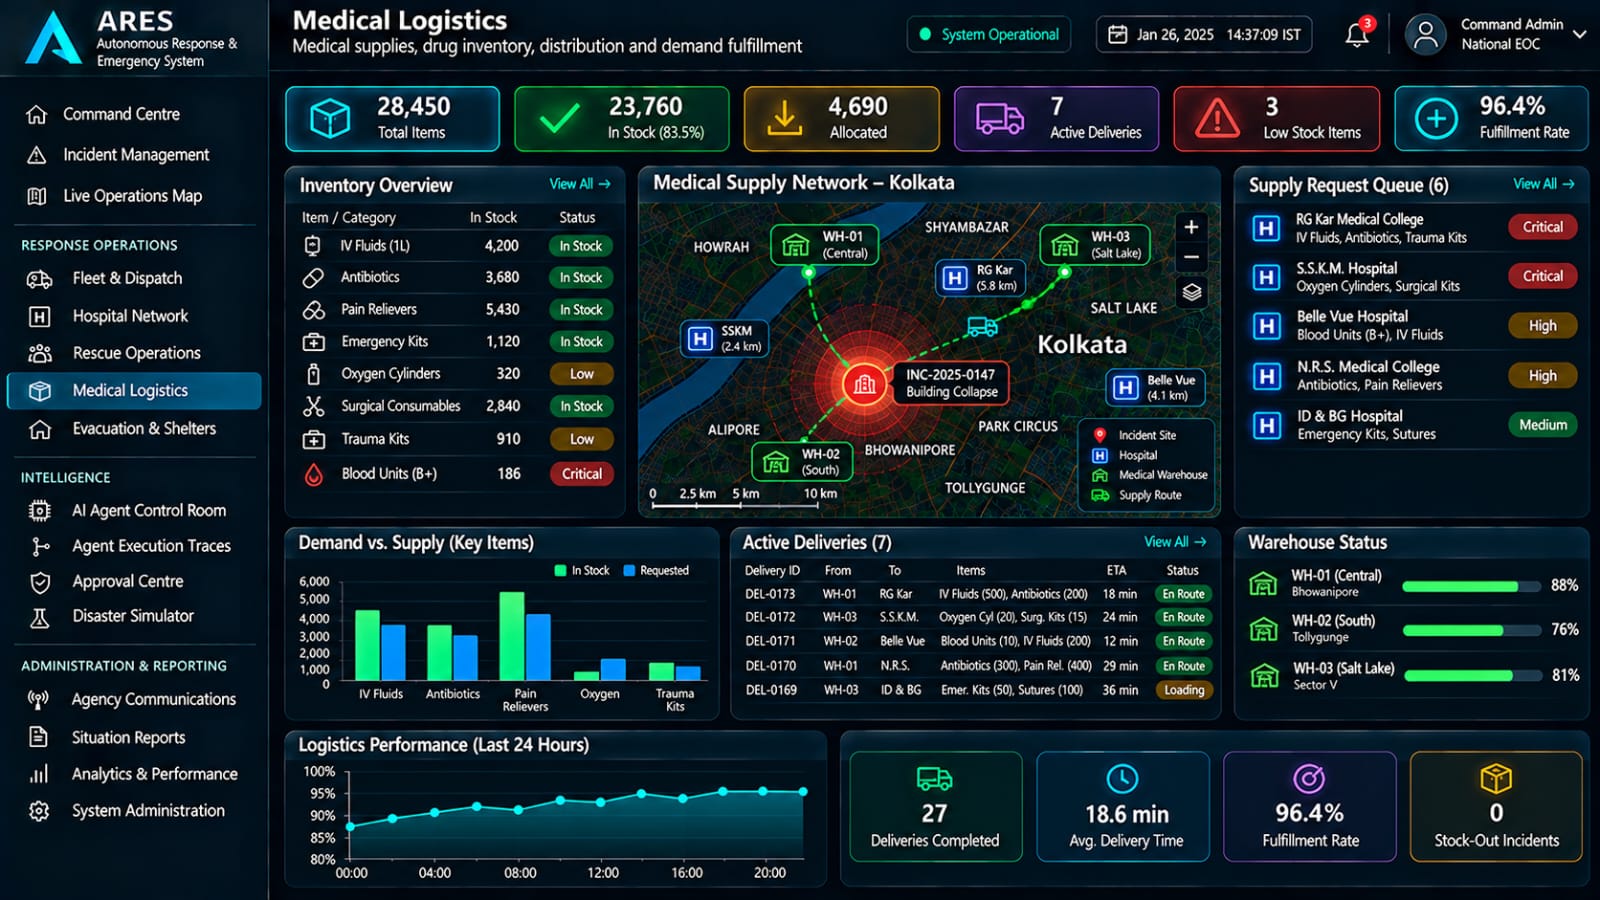 ARES
Autonomous Response &
Emergency System
Medical Logistics
Medical supplies, drug inventory, distribution and demand fulfillment
System Operational
Jan 26, 2025 14:37:09 IST
3
Command Admin
National EOC
Command Centre
Incident Management
Live Operations Map
RESPONSE OPERATIONS
Fleet & Dispatch
Hospital Network
Rescue Operations
Medical Logistics
Evacuation & Shelters
INTELLIGENCE
AI Agent Control Room
Agent Execution Traces
Approval Centre
Disaster Simulator
ADMINISTRATION & REPORTING
Agency Communications
Situation Reports
Analytics & Performance
System Administration
28,450
Total Items
23,760
In Stock (83.5%)
4,690
Allocated
7
Active Deliveries
3
Low Stock Items
96.4%
Fulfillment Rate
Inventory Overview View All →
Item / Category In Stock Status
IV Fluids (1L) 4,200 In Stock
Antibiotics 3,680 In Stock
Pain Relievers 5,430 In Stock
Emergency Kits 1,120 In Stock
Oxygen Cylinders 320 Low
Surgical Consumables 2,840 In Stock
Trauma Kits 910 Low
Blood Units (B+) 186 Critical
Medical Supply Network – Kolkata
HOWRAH
WH-01
(Central)
SHYAMBAZAR
WH-03
(Salt Lake)
+
−
H RG Kar
(5.8 km)
SALT LAKE
H SSKM
(2.4 km)
Kolkata
INC-2025-0147
Building Collapse
H Belle Vue
(4.1 km)
ALIPORE
PARK CIRCUS
BHOWANIPORE
WH-02
(South)
TOLLYGUNGE
0 2.5 km 5 km 10 km
Incident Site
H Hospital
Medical Warehouse
Supply Route
Supply Request Queue (6) View All →
H RG Kar Medical College
IV Fluids, Antibiotics, Trauma Kits
Critical
H S.S.K.M. Hospital
Oxygen Cylinders, Surgical Kits
Critical
H Belle Vue Hospital
Blood Units (B+), IV Fluids
High
H N.R.S. Medical College
Antibiotics, Pain Relievers
High
H ID & BG Hospital
Emergency Kits, Sutures
Medium
Demand vs. Supply (Key Items)
In Stock Requested
6,000
5,000
4,000
3,000
2,000
1,000
0
IV Fluids Antibiotics Pain Relievers Oxygen Trauma Kits
Active Deliveries (7) View All →
Delivery ID From To Items ETA Status
DEL-0173 WH-01 RG Kar IV Fluids (500), Antibiotics (200) 18 min En Route
DEL-0172 WH-03 S.S.K.M. Oxygen Cyl (20), Surg. Kits (15) 24 min En Route
DEL-0171 WH-02 Belle Vue Blood Units (10), IV Fluids (200) 12 min En Route
DEL-0170 WH-01 N.R.S. Antibiotics (300), Pain Rel. (400) 29 min En Route
DEL-0169 WH-03 ID & BG Emer. Kits (50), Sutures (100) 36 min Loading
Warehouse Status
WH-01 (Central)
Bhowanipore
88%
WH-02 (South)
Tollygunge
76%
WH-03 (Salt Lake)
Sector V
81%
Logistics Performance (Last 24 Hours)
100%
95%
90%
85%
80%
00:00 04:00 08:00 12:00 16:00 20:00
27
Deliveries Completed
18.6 min
Avg. Delivery Time
96.4%
Fulfillment Rate
0
Stock-Out Incidents